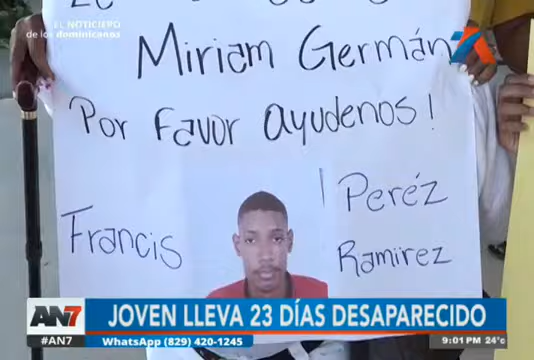 EL NOTICIERO
de los dominicanos
Miriam Germán
Por Favor Ayudenos!
Francis
Peréz
Ramirez
AN7
#AN7
JOVEN LLEVA 23 DÍAS DESAPARECIDO
WhatsApp (829) 420-1245
9:01 PM 24°c